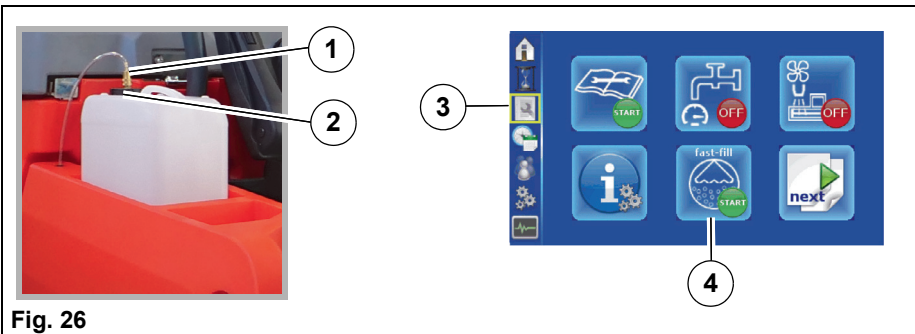 1
2
3
4
START
OFF
OFF
fast-fill
START
next
Fig. 26